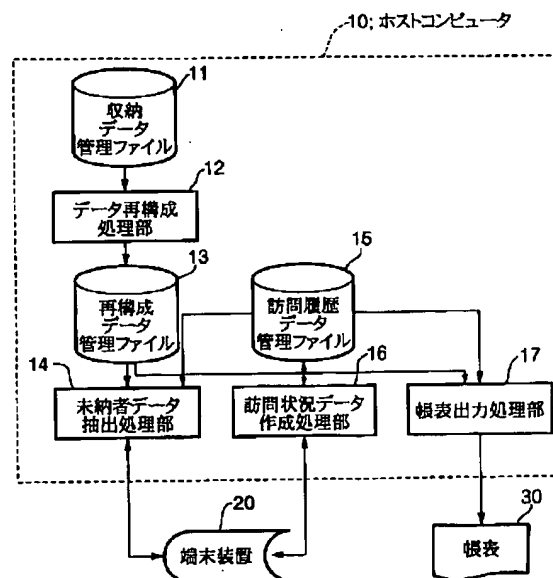 10; ホストコンピュータ
11
収納
データ
管理ファイル
12
データ再構成
処理部
13
再構成
データ
管理ファイル
15
訪問履歴
データ
管理ファイル
14
未納者データ
抽出処理部
16
訪問状況データ
作成処理部
17
帳表出力処理部
20
端末装置
30
帳表